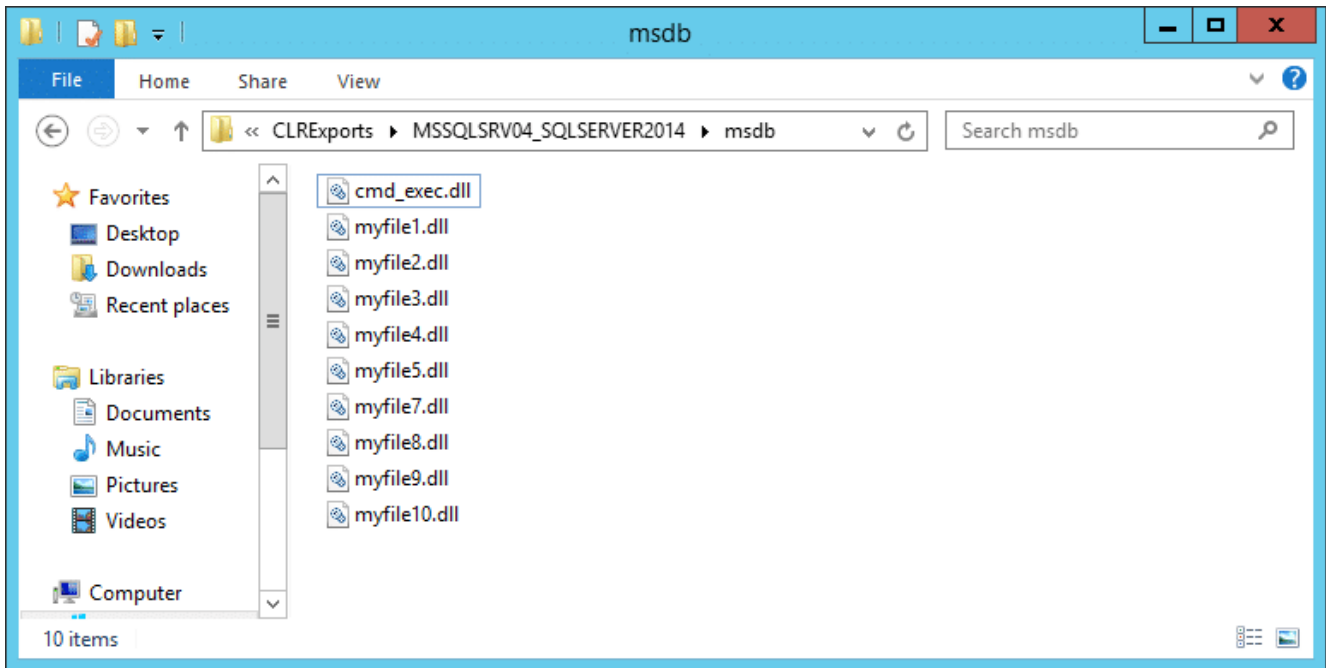 msdb
File Home Share View
« CLRExports MSSQLSRV04_SQLSERVER2014 msdb Search msdb
Favorites
Desktop
Downloads
Recent places
Libraries
Documents
Music
Pictures
Videos
Computer
cmd_exec.dll
myfile1.dll
myfile2.dll
myfile3.dll
myfile4.dll
myfile5.dll
myfile7.dll
myfile8.dll
myfile9.dll
myfile10.dll
10 items